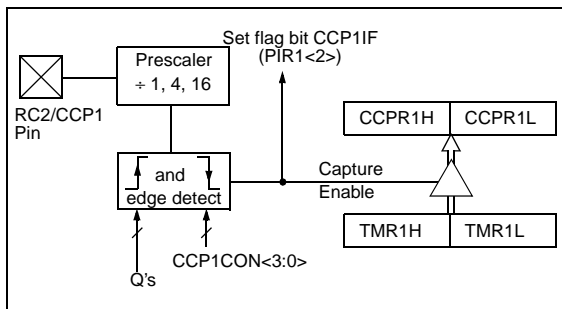 Set flag bit CCP1IF
(PIR1<2>)
Prescaler
÷ 1, 4, 16
RC2/CCP1
Pin
CCPR1H
CCPR1L
and
edge detect
Capture
Enable
TMR1H
TMR1L
CCP1CON<3:0>
Q's